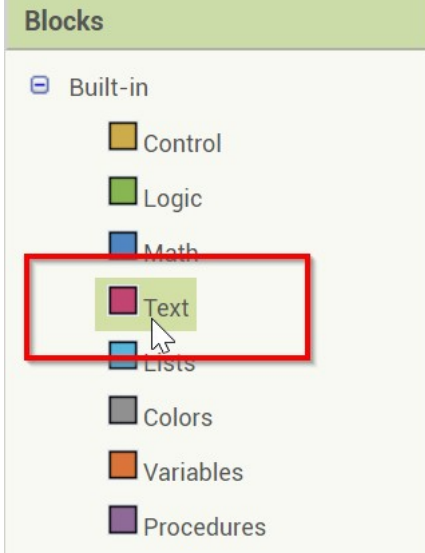 Blocks
Built-in
Control
Logic
Math
Text
Lists
Colors
Variables
Procedures